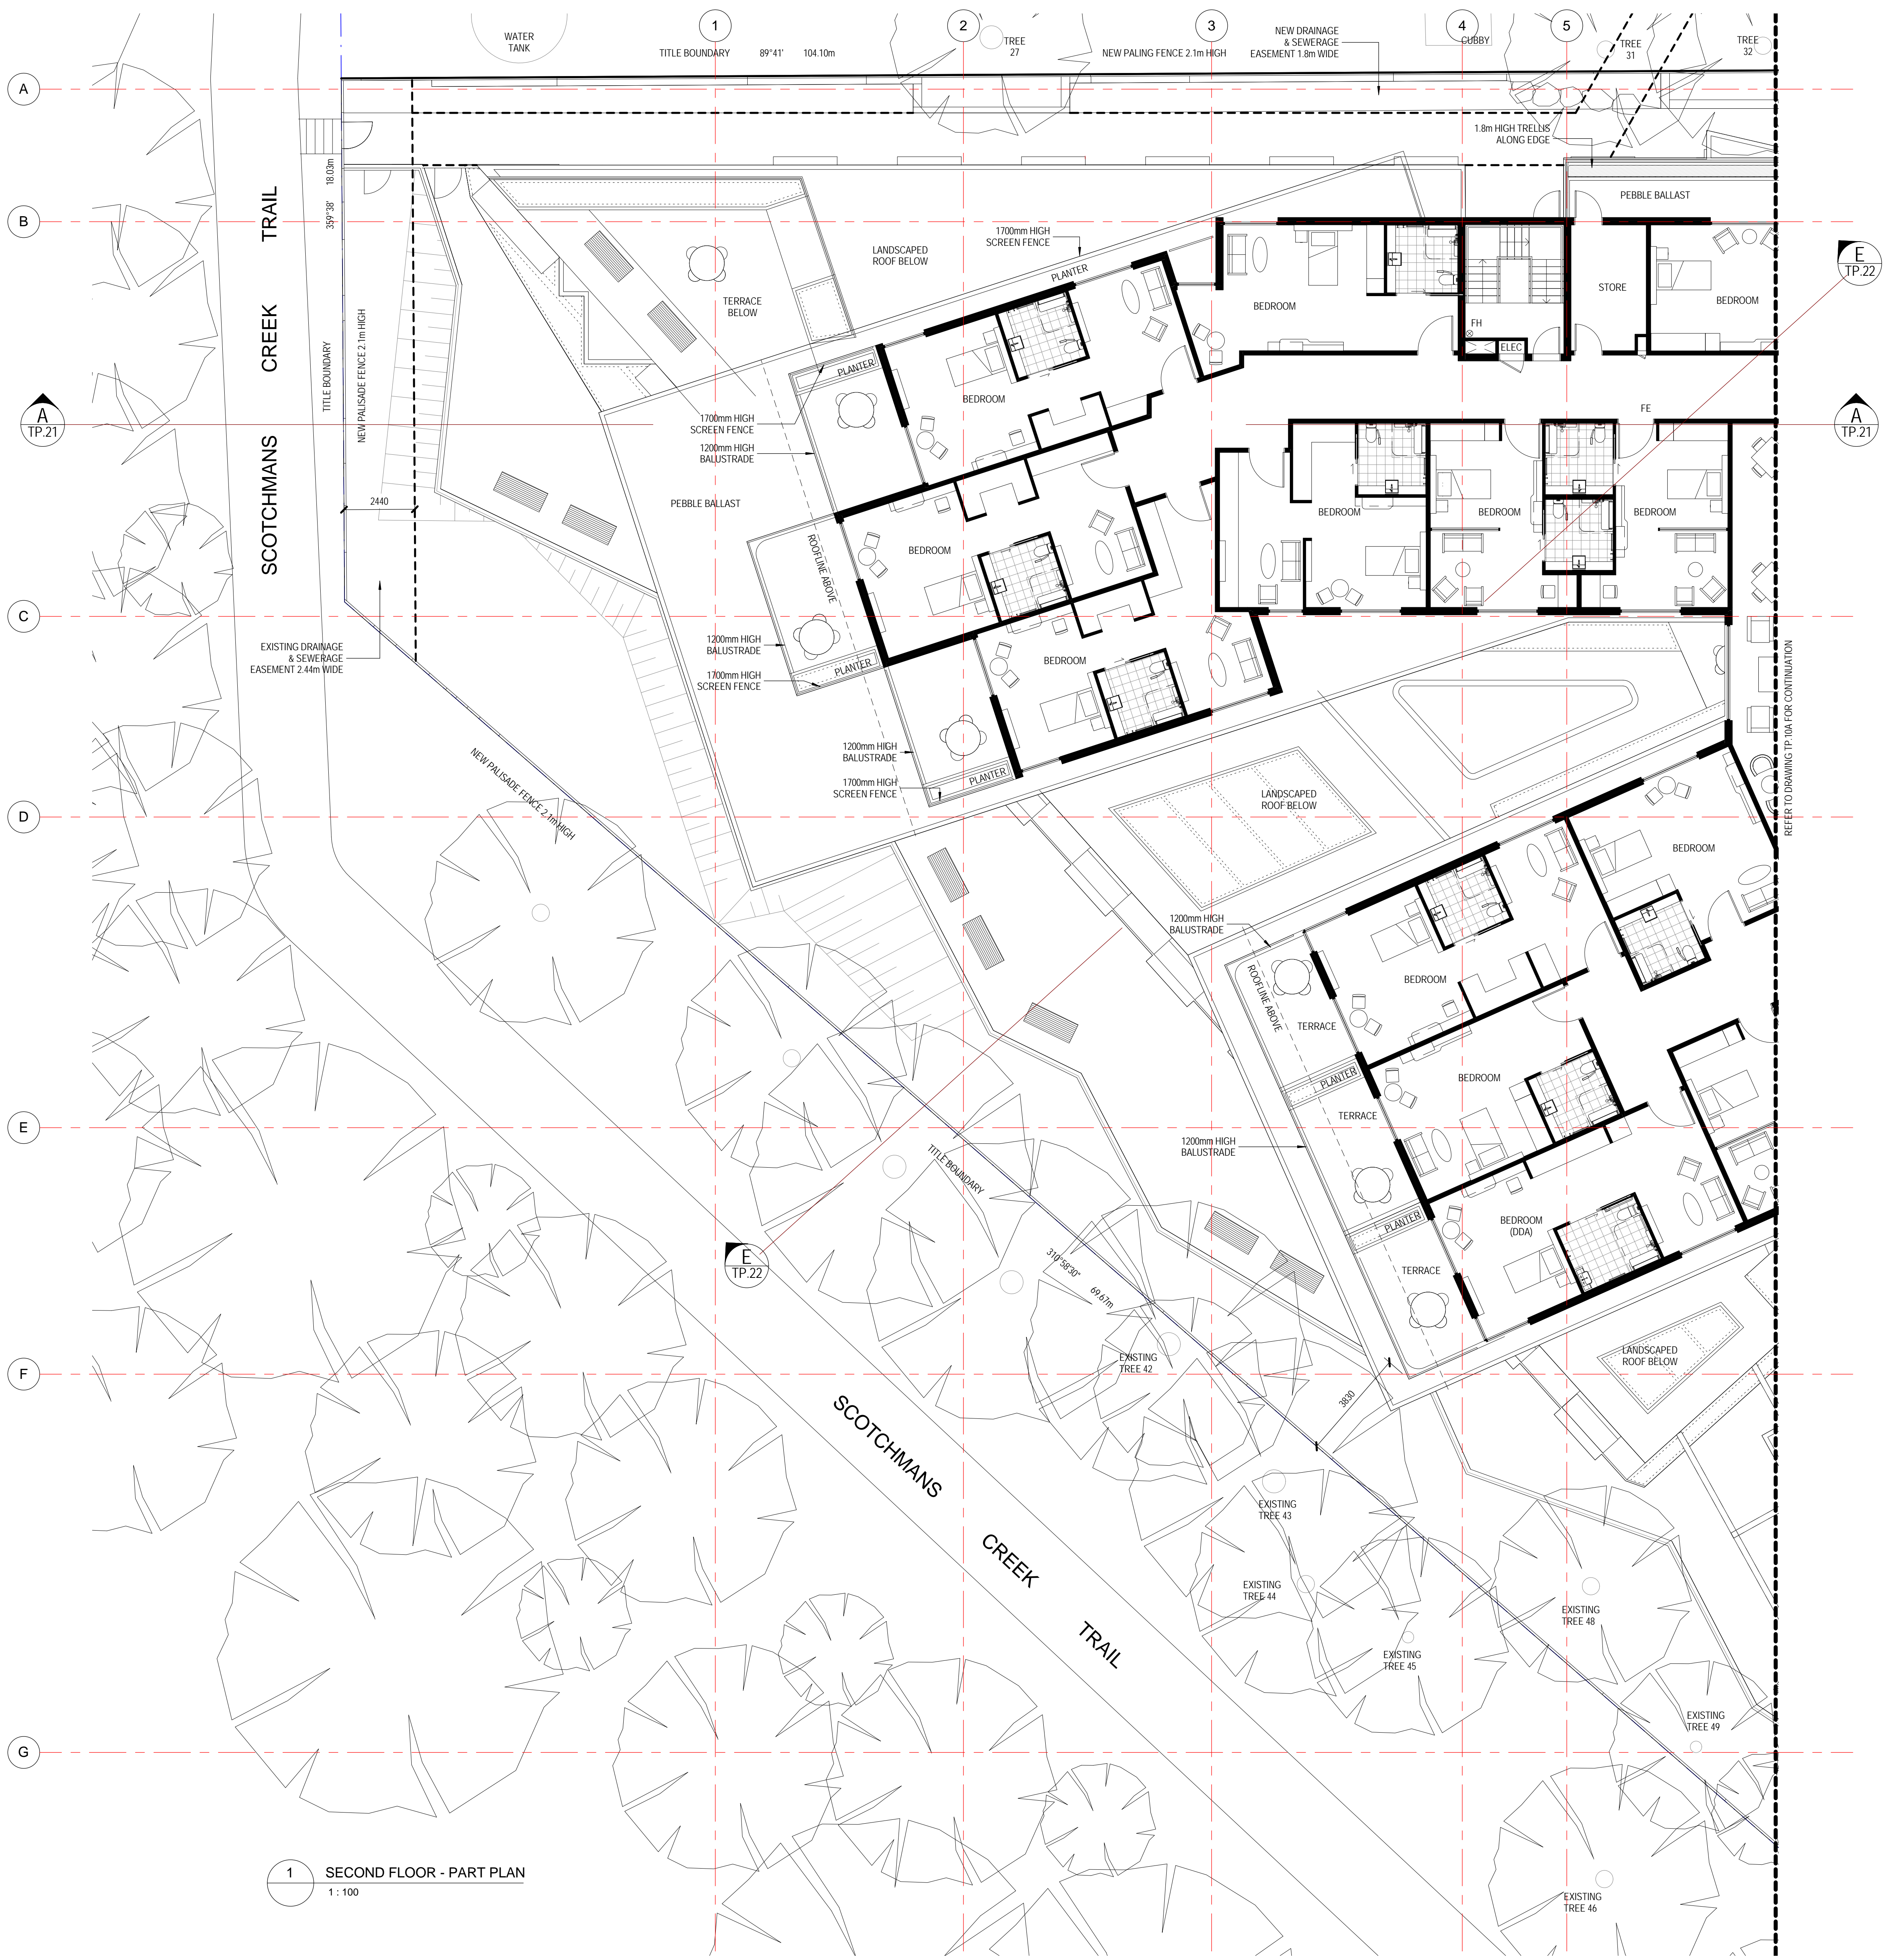 1
2
3
4
5
WATER
TANK
TITLE BOUNDARY 89°41' 104.10m
TREE
27
NEW PALING FENCE 2.1m HIGH
NEW DRAINAGE
& SEWERAGE
EASEMENT 1.8m WIDE
CUBBY
TREE
31
TREE
32
A
1.8m HIGH TRELLIS
ALONG EDGE
PEBBLE BALLAST
B
SCOTCHMANS CREEK TRAIL
359°38' 18.03m
TITLE BOUNDARY
NEW PALISADE FENCE 2.1m HIGH
LANDSCAPED
ROOF BELOW
1700mm HIGH
SCREEN FENCE
PLANTER
TERRACE
BELOW
BEDROOM
STORE
BEDROOM
E
TP.22
FH
ELEC
PLANTER
BEDROOM
A
TP.21
1700mm HIGH
SCREEN FENCE
1200mm HIGH
BALUSTRADE
FE
A
TP.21
2440
PEBBLE BALLAST
BEDROOM
BEDROOM
BEDROOM
BEDROOM
ROOFLINE ABOVE
C
EXISTING DRAINAGE
& SEWERAGE
EASEMENT 2.44m WIDE
1200mm HIGH
BALUSTRADE
PLANTER
1700mm HIGH
SCREEN FENCE
BEDROOM
REFER TO DRAWING TP.10A FOR CONTINUATION
NEW PALISADE FENCE 2.1m HIGH
1200mm HIGH
BALUSTRADE
1700mm HIGH
SCREEN FENCE
PLANTER
LANDSCAPED
ROOF BELOW
D
BEDROOM
1200mm HIGH
BALUSTRADE
ROOFLINE ABOVE
BEDROOM
TERRACE
PLANTER
BEDROOM
TERRACE
E
1200mm HIGH
BALUSTRADE
TITLE BOUNDARY
PLANTER
BEDROOM
(DDA)
E
TP.22
310°58'30" 69.67m
TERRACE
EXISTING
TREE 42
LANDSCAPED
ROOF BELOW
F
3830
SCOTCHMANS CREEK TRAIL
EXISTING
TREE 43
EXISTING
TREE 44
EXISTING
TREE 48
EXISTING
TREE 45
EXISTING
TREE 49
G
1
SECOND FLOOR - PART PLAN
1 : 100
EXISTING
TREE 46